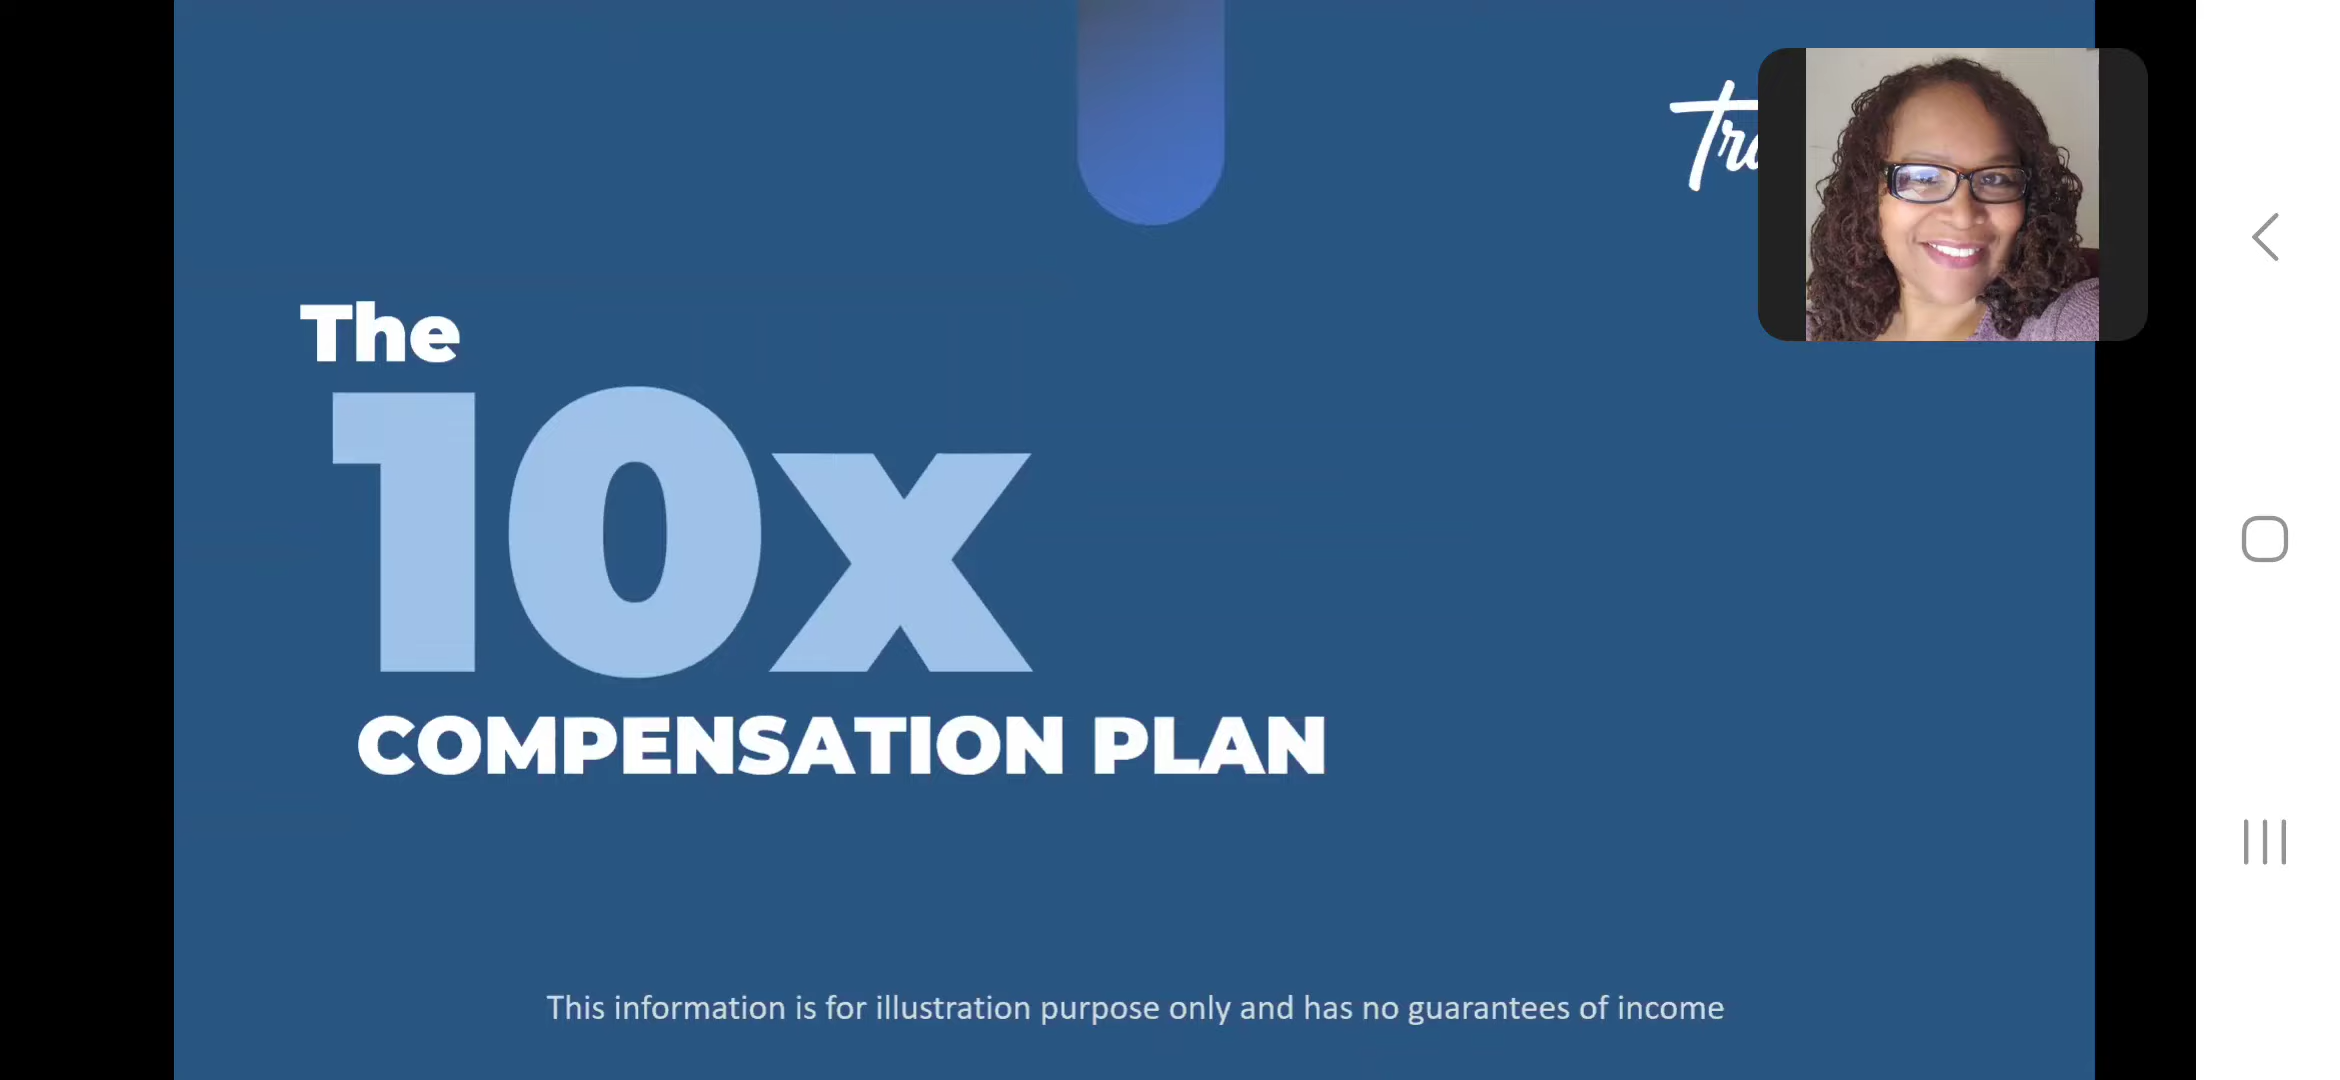 The
10x
COMPENSATION PLAN
This information is for illustration purpose only and has no guarantees of income